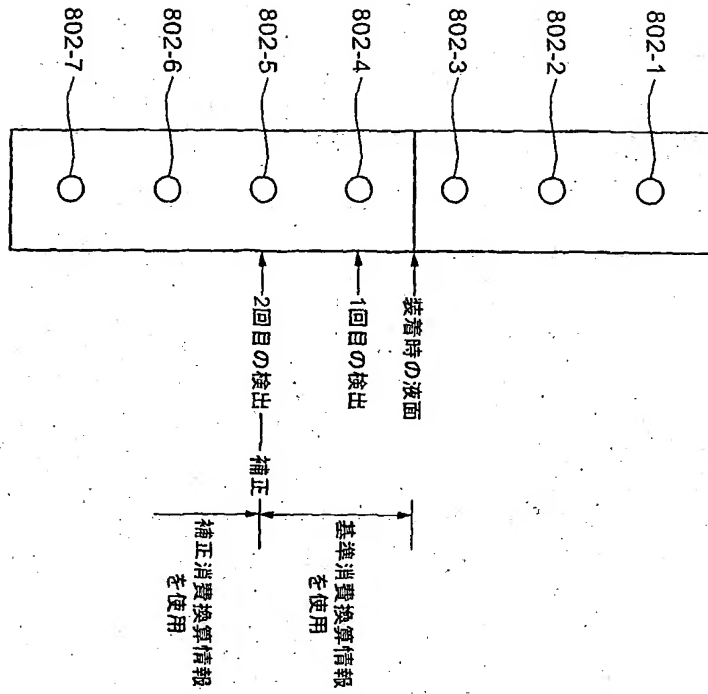 802-1
802-2
802-3
802-4
802-5
802-6
802-7
装着時の液面
1回目の検出
2回目の検出
補正
基準消費換算情報
を使用
補正消費換算情報
を使用